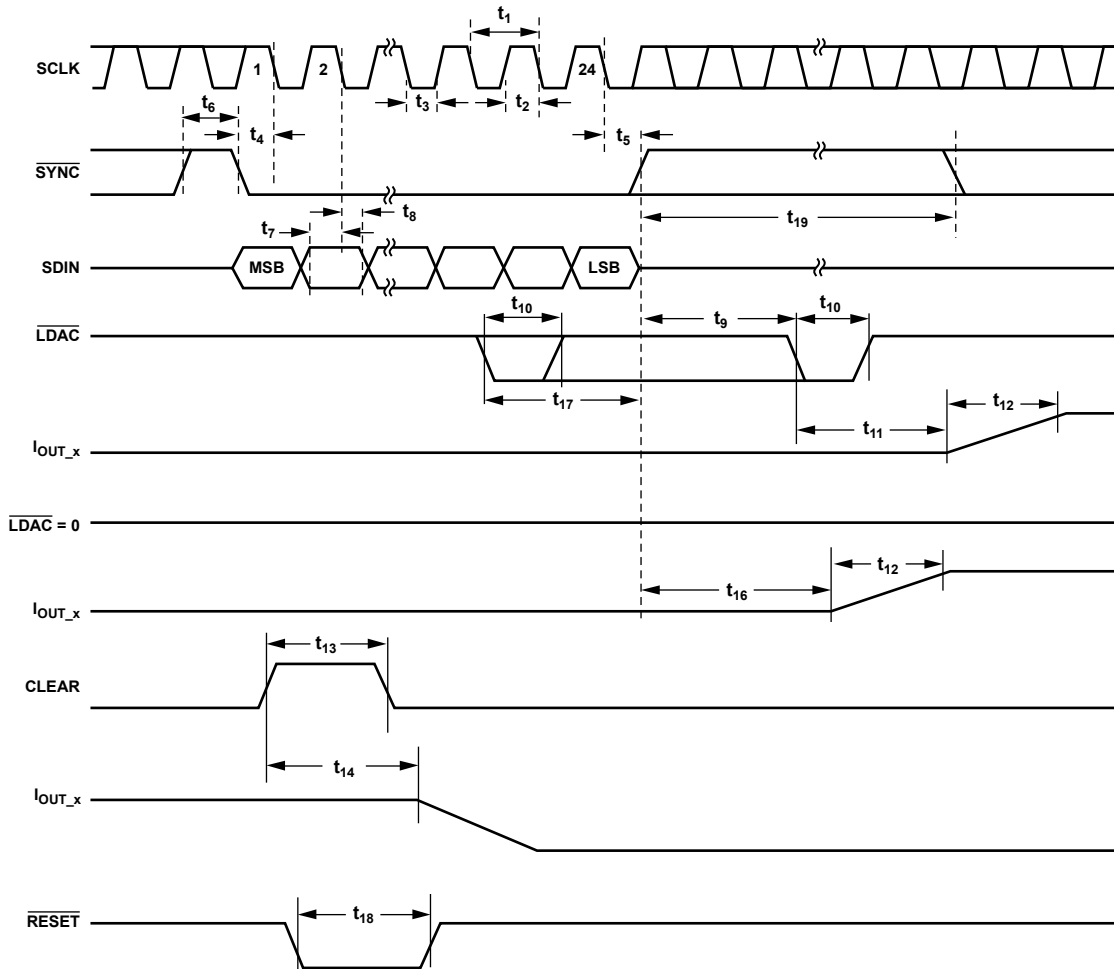 t1
SCLK
1
2
24
t3
t2
t6
t4
t5
SYNC
t19
t7
t8
SDIN
MSB
LSB
t10
t9
t10
LDAC
t17
t12
t11
IOUT_x
LDAC = 0
t16
t12
IOUT_x
t13
CLEAR
t14
IOUT_x
RESET
t18